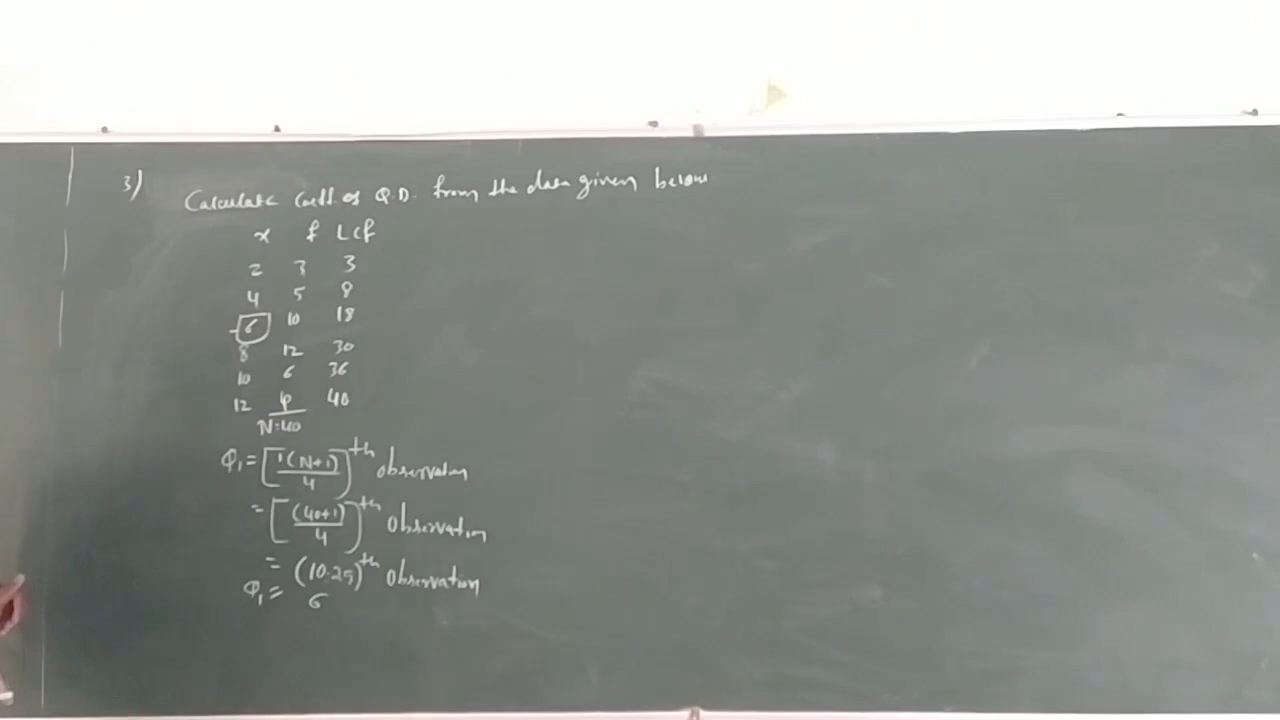 3) Calculate Coeff. of Q.D. from the data given below
x f Lcf
2 3 3
4 5 8
6 10 18
8 12 30
10 6 36
12 4 40
N=40
Q₁ = [1(N+1)/4]th observation
= [(40+1)/4]th observation
= (10.25)th observation
Q₁ = 6